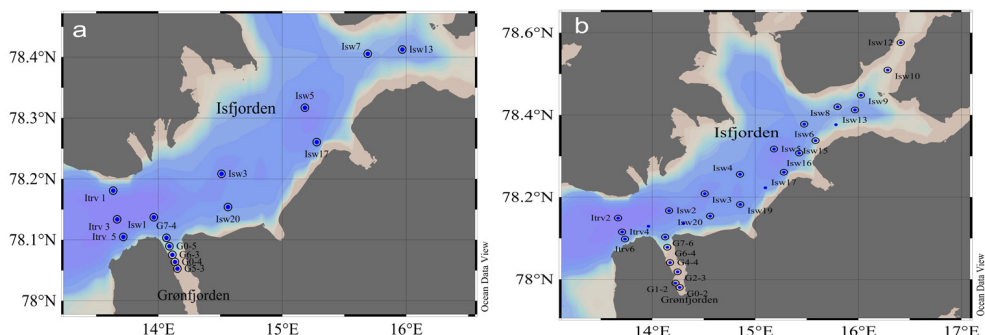 a
78.4°N
78.3°N
78.2°N
78.1°N
78°N
14°E
15°E
16°E
Isw7
Isw13
Isfjorden
Isw5
Isw17
Itrv 1
Isw3
Itrv 3
Isw1
G7-4
Isw20
Itrv 5
G0-5
G6-3
G0-4
G5-3
Grønfjorden
Ocean Data View
b
78.6°N
78.4°N
78.2°N
78°N
14°E
15°E
16°E
17°E
Isw12
Isw10
Isw9
Isw8
Isw13
Isfjorden
Isw6
Isw5
Isw15
Isw16
Isw4
Isw17
Isw3
Itrv2
Isw2
Isw19
Itrv4
Isw20
Itrv6
G7-6
G6-4
G4-4
G2-3
G1-2
G0-2
Grønfjorden
Ocean Data View